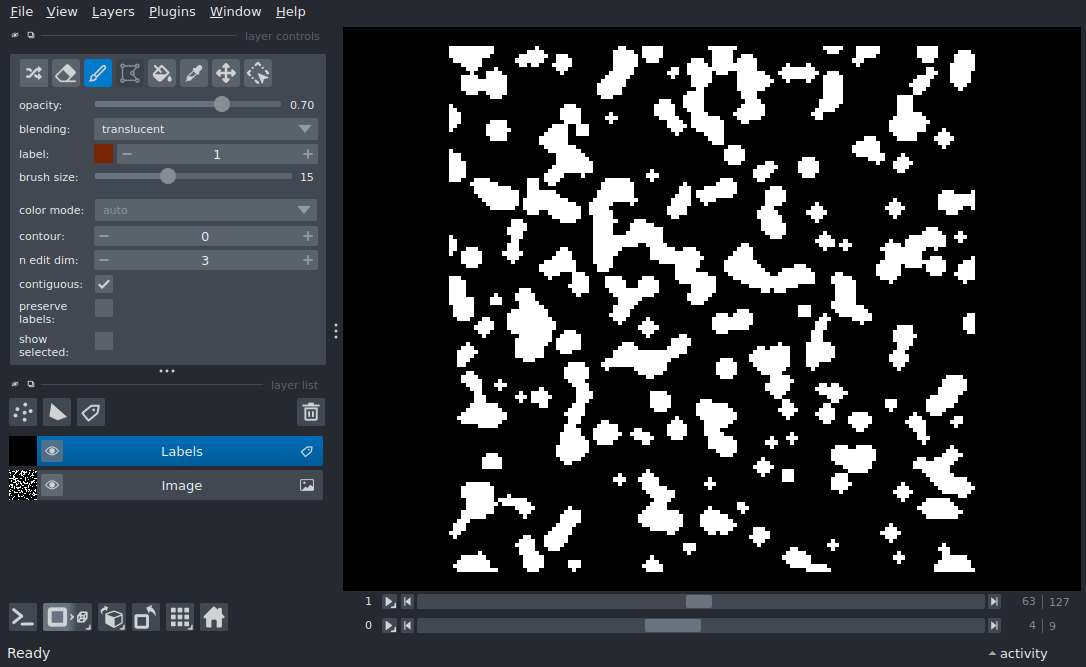 File View Layers Plugins Window Help
layer controls
opacity: 0.70
blending: translucent
label: 1
brush size: 15
color mode: auto
contour: 0
n edit dim: 3
contiguous:
preserve
labels:
show
selected:
layer list
Labels
Image
1 63 127
0 4 9
Ready activity